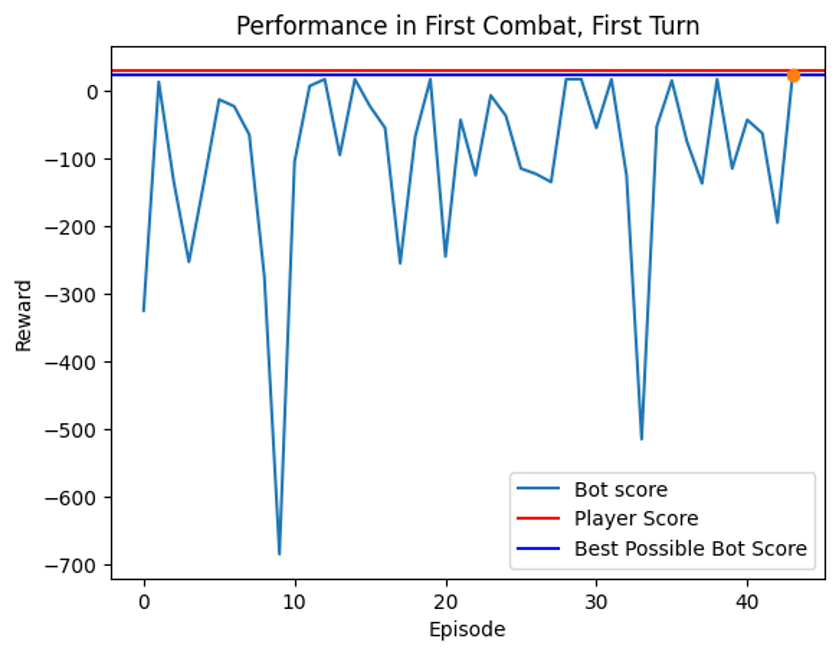 Performance in First Combat, First Turn
Reward
0
−100
−200
−300
−400
−500
−600
−700
Bot score
Player Score
Best Possible Bot Score
0 10 20 30 40
Episode